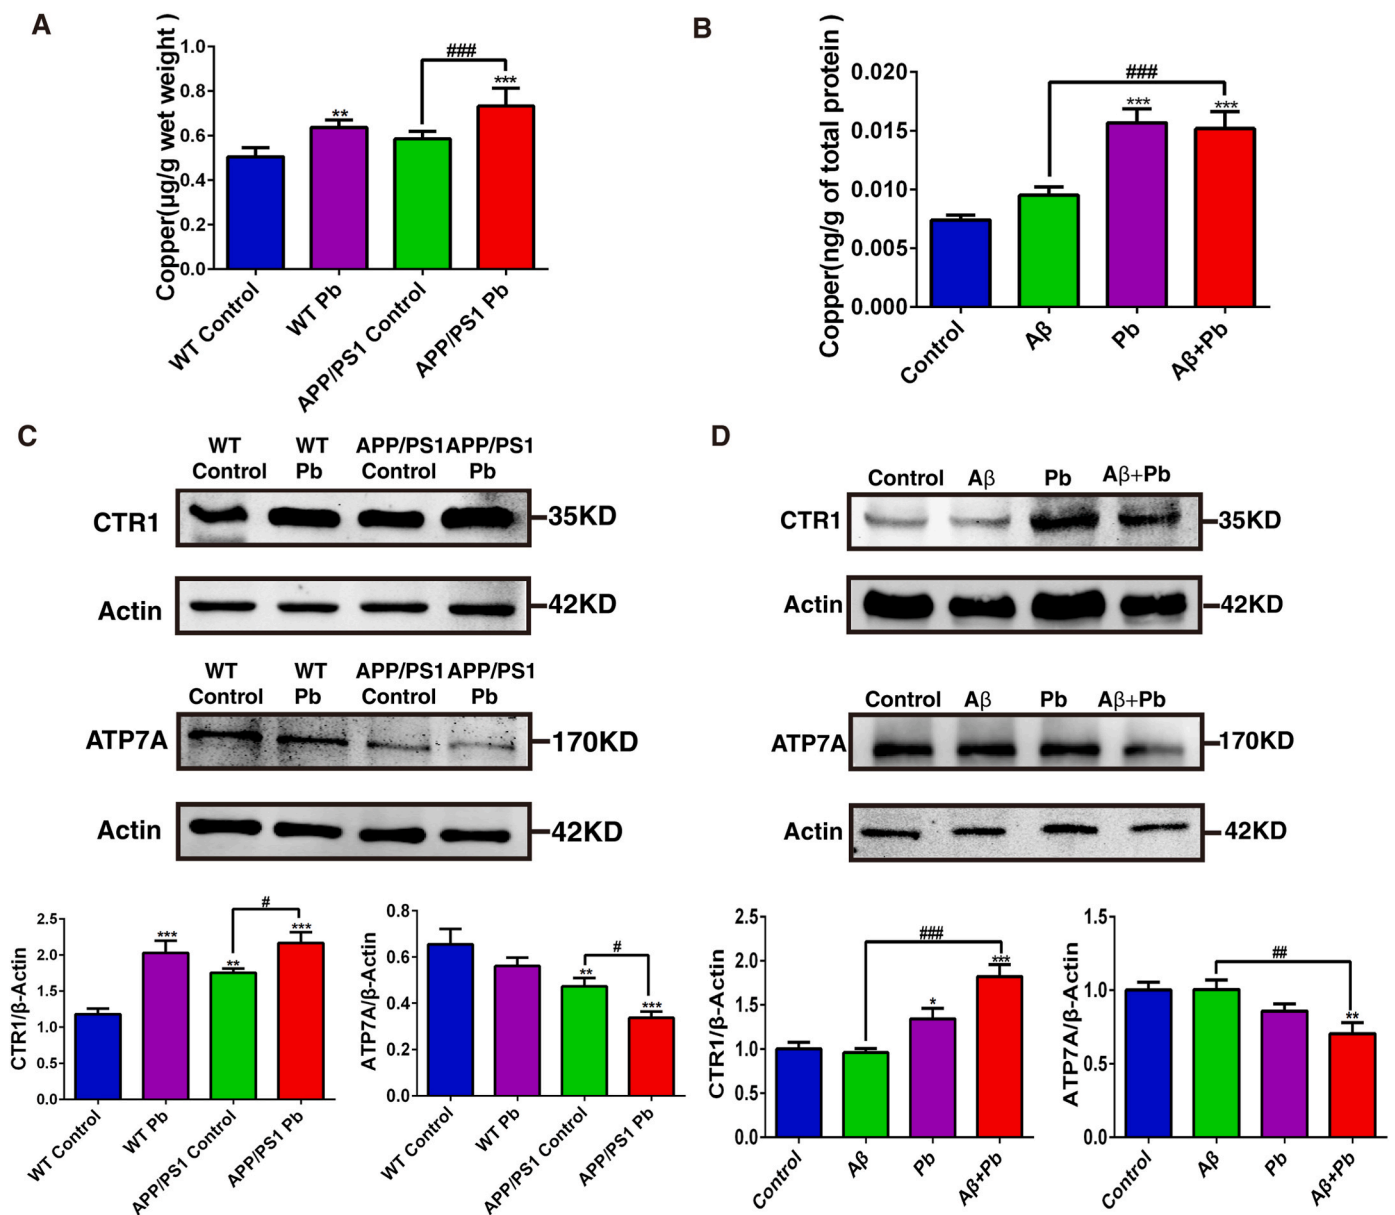 A
Copper(μg/g wet weight )
1.0
0.8
0.6
0.4
0.2
0.0
**
###
***
WT Control
WT Pb
APP/PS1 Control
APP/PS1 Pb
B
Copper(ng/g of total protein )
0.020
0.015
0.010
0.005
0.000
###
***
***
Control
Aβ
Pb
Aβ+Pb
C
WT WT APP/PS1 APP/PS1
Control Pb Control Pb
CTR1
35KD
Actin
42KD
WT WT APP/PS1 APP/PS1
Control Pb Control Pb
ATP7A
170KD
Actin
42KD
CTR1/β-Actin
2.5
2.0
1.5
1.0
0.5
0.0
***
**
#
***
WT Control
WT Pb
APP/PS1 Control
APP/PS1 Pb
ATP7A/β-Actin
0.8
0.6
0.4
0.2
0.0
**
#
***
WT Control
WT Pb
APP/PS1 Control
APP/PS1 Pb
D
Control Aβ Pb Aβ+Pb
CTR1
35KD
Actin
42KD
Control Aβ Pb Aβ+Pb
ATP7A
170KD
Actin
42KD
CTR1/β-Actin
2.5
2.0
1.5
1.0
0.5
0.0
###
*
***
Control
Aβ
Pb
Aβ+Pb
ATP7A/β-Actin
1.5
1.0
0.5
0.0
##
**
Control
Aβ
Pb
Aβ+Pb